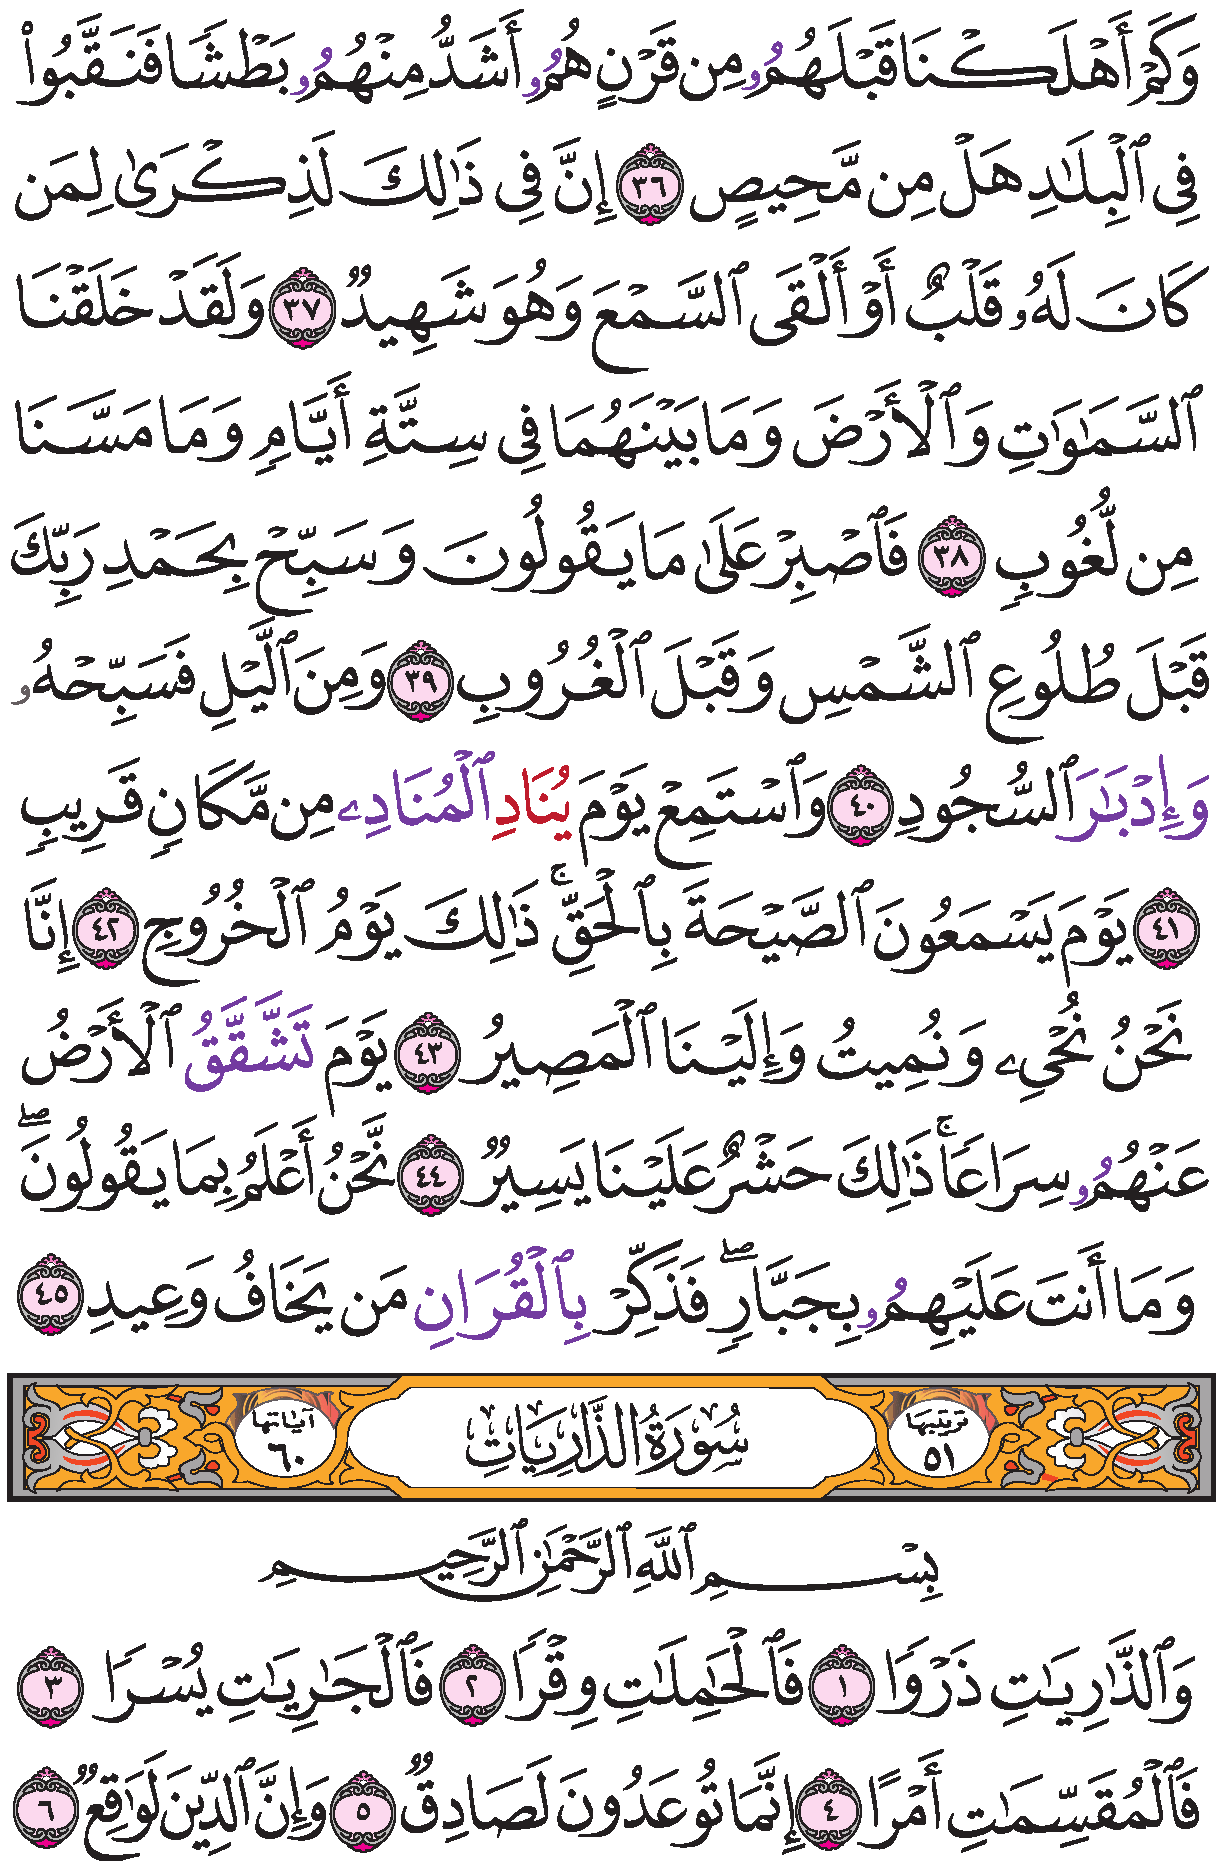 وَكَمۡ أَهۡلَكۡنَا قَبۡلَهُمُۥ مِن قَرۡنٍ هُمُۥ أَشَدُّ مِنۡهُمُۥ بَطۡشٗا فَنَقَّبُواْ
فِي ٱلۡبِلَٰدِ هَلۡ مِن مَّحِيصٍ ٣٦ إِنَّ فِي ذَٰلِكَ لَذِكۡرَىٰ لِمَن
كَانَ لَهُۥ قَلۡبٌ أَوۡ أَلۡقَى ٱلسَّمۡعَ وَهُوَ شَهِيدٞ ٣٧ وَلَقَدۡ خَلَقۡنَا
ٱلسَّمَٰوَٰتِ وَٱلۡأَرۡضَ وَمَا بَيۡنَهُمَا فِي سِتَّةِ أَيَّامٖ وَمَا مَسَّنَا
مِن لُّغُوبٖ ٣٨ فَٱصۡبِرۡ عَلَىٰ مَا يَقُولُونَ وَسَبِّحۡ بِحَمۡدِ رَبِّكَ
قَبۡلَ طُلُوعِ ٱلشَّمۡسِ وَقَبۡلَ ٱلۡغُرُوبِ ٣٩ وَمِنَ ٱلَّيۡلِ فَسَبِّحۡهُۥ
وَإِدۡبَٰرَ ٱلسُّجُودِ ٤٠ وَٱسۡتَمِعۡ يَوۡمَ يُنَادِ ٱلۡمُنَادِۦ مِن مَّكَانٖ قَرِيبٖ
٤١ يَوۡمَ يَسۡمَعُونَ ٱلصَّيۡحَةَ بِٱلۡحَقِّۚ ذَٰلِكَ يَوۡمُ ٱلۡخُرُوجِ ٤٢ إِنَّا
نَحۡنُ نُحۡيِۦ وَنُمِيتُ وَإِلَيۡنَا ٱلۡمَصِيرُ ٤٣ يَوۡمَ تَشَّقَّقُ ٱلۡأَرۡضُ
عَنۡهُمُۥ سِرَاعٗاۚ ذَٰلِكَ حَشۡرٌ عَلَيۡنَا يَسِيرٞ ٤٤ نَّحۡنُ أَعۡلَمُ بِمَا يَقُولُونَۖ
وَمَا أَنتَ عَلَيۡهِمُۥ بِجَبَّارٖۖ فَذَكِّرۡ بِٱلۡقُرَانِ مَن يَخَافُ وَعِيدِ ٤٥
ترتيبها ٥١ سُورَةُ الذَّارِيَاتِ آياتها ٦٠
بِسۡمِ ٱللَّهِ ٱلرَّحۡمَٰنِ ٱلرَّحِيمِ
وَٱلذَّٰرِيَٰتِ ذَرۡوٗا ١ فَٱلۡحَٰمِلَٰتِ وِقۡرٗا ٢ فَٱلۡجَٰرِيَٰتِ يُسۡرٗا ٣
فَٱلۡمُقَسِّمَٰتِ أَمۡرًا ٤ إِنَّمَا تُوعَدُونَ لَصَادِقٞ ٥ وَإِنَّ ٱلدِّينَ لَوَٰقِعٞ ٦